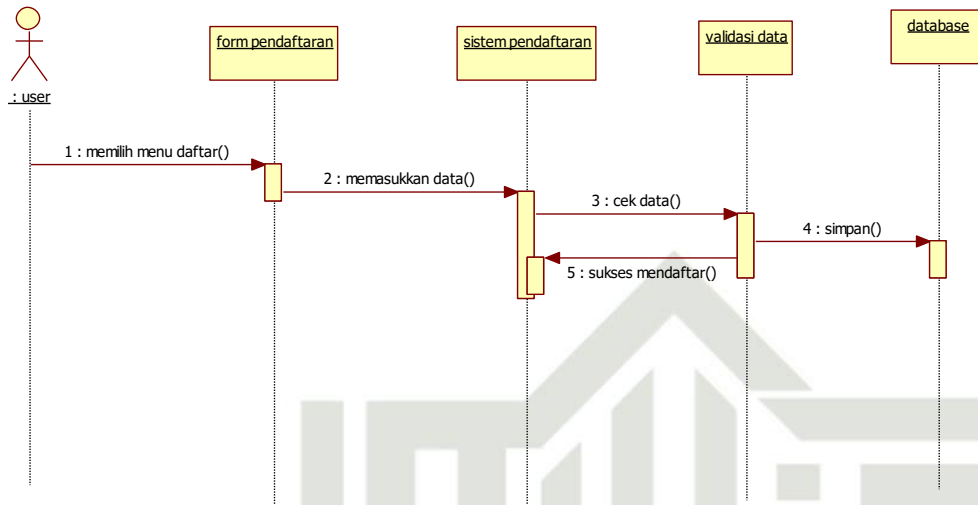 : user
form pendaftaran
sistem pendaftaran
validasi data
database
1 : memilih menu daftar()
2 : memasukkan data()
3 : cek data()
4 : simpan()
5 : sukses mendaftar()